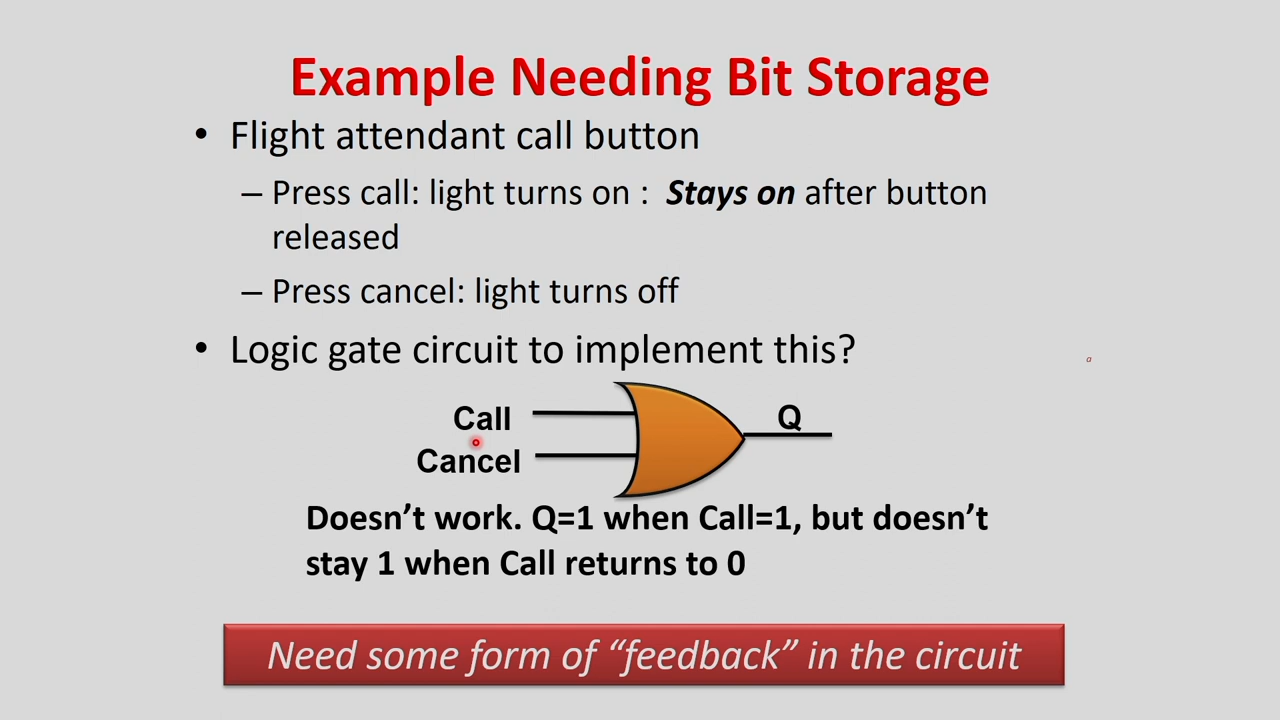 Example Needing Bit Storage
• Flight attendant call button
– Press call: light turns on : Stays on after button
released
– Press cancel: light turns off
• Logic gate circuit to implement this?
a
Call
Q
Cancel
Doesn’t work. Q=1 when Call=1, but doesn’t
stay 1 when Call returns to 0
Need some form of “feedback” in the circuit